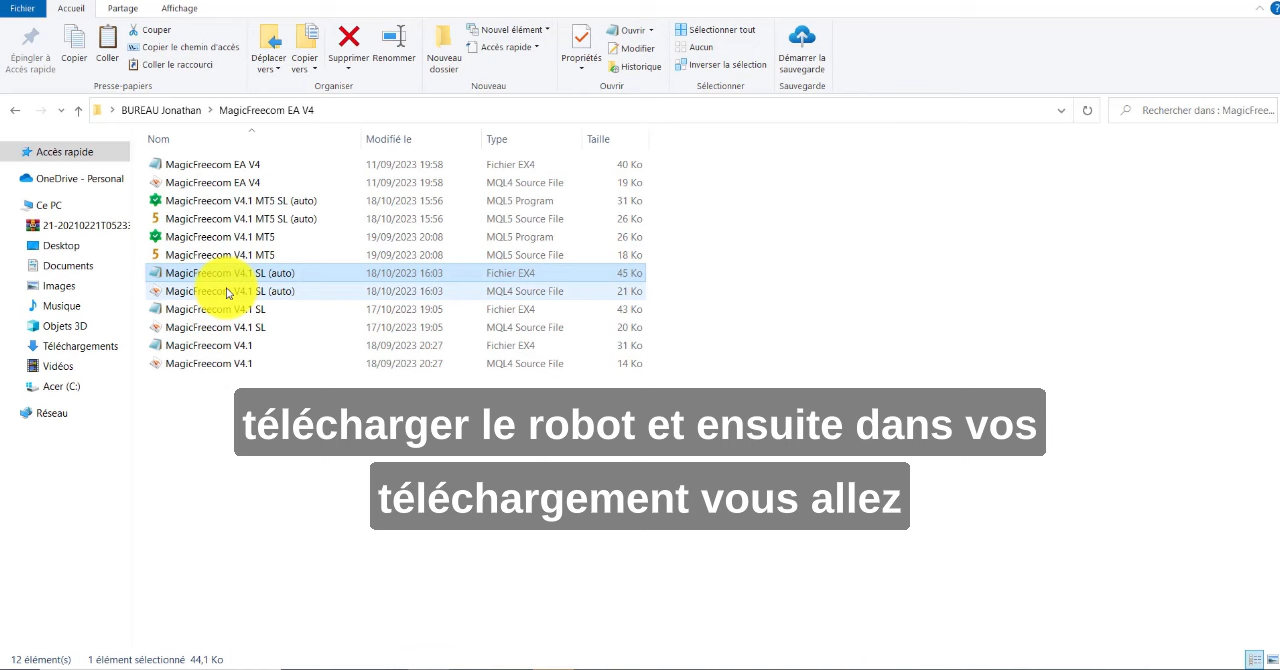 Fichier Accueil Partage Affichage
Épingler à Accès rapide
Copier
Coller
Couper
Copier le chemin d'accès
Coller le raccourci
Presse-papiers
Déplacer vers
Copier vers
Supprimer
Renommer
Organiser
Nouveau dossier
Nouvel élément
Accès rapide
Nouveau
Propriétés
Ouvrir
Modifier
Historique
Ouvrir
Sélectionner tout
Aucun
Inverser la sélection
Sélectionner
Démarrer la sauvegarde
Sauvegarde
BUREAU Jonathan > MagicFreecom EA V4
Rechercher dans : MagicFree...
Accès rapide
OneDrive - Personal
Ce PC
21-20210221T05233
Desktop
Documents
Images
Musique
Objets 3D
Téléchargements
Vidéos
Acer (C:)
Réseau
Nom Modifié le Type Taille
MagicFreecom EA V4 11/09/2023 19:58 Fichier EX4 40 Ko
MagicFreecom EA V4 11/09/2023 19:58 MQL4 Source File 19 Ko
MagicFreecom V4.1 MT5 SL (auto) 18/10/2023 15:56 MQL5 Program 31 Ko
MagicFreecom V4.1 MT5 SL (auto) 18/10/2023 15:56 MQL5 Source File 26 Ko
MagicFreecom V4.1 MT5 19/09/2023 20:08 MQL5 Program 26 Ko
MagicFreecom V4.1 MT5 19/09/2023 20:08 MQL5 Source File 18 Ko
MagicFreecom V4.1 SL (auto) 18/10/2023 16:03 Fichier EX4 45 Ko
MagicFreecom V4.1 SL (auto) 18/10/2023 16:03 MQL4 Source File 21 Ko
MagicFreecom V4.1 SL 17/10/2023 19:05 Fichier EX4 43 Ko
MagicFreecom V4.1 SL 17/10/2023 19:05 MQL4 Source File 20 Ko
MagicFreecom V4.1 18/09/2023 20:27 Fichier EX4 31 Ko
MagicFreecom V4.1 18/09/2023 20:27 MQL4 Source File 14 Ko
télécharger le robot et ensuite dans vos
téléchargement vous allez
12 élément(s) 1 élément sélectionné 44,1 Ko